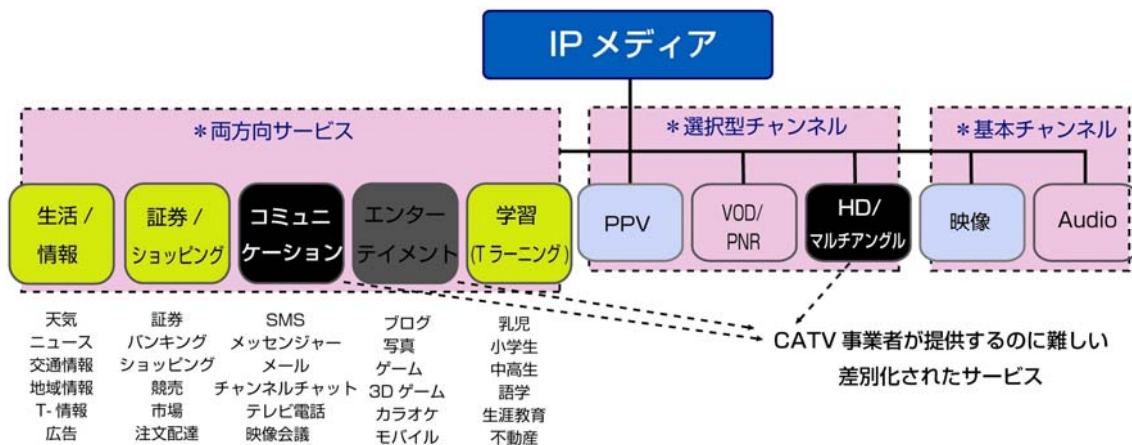 IP メディア
*両方向サービス
*選択型チャンネル
*基本チャンネル
生活 /
情報
証券 /
ショッピング
コミュニ
ケーション
エンター
テイメント
学習
(T ラーニング)
PPV
VOD/
PNR
HD/
マルチアングル
映像
Audio
天気
ニュース
交通情報
地域情報
T- 情報
広告
証券
バンキング
ショッピング
競売
市場
注文配達
SMS
メッセンジャー
メール
チャンネルチャット
テレビ電話
映像会議
ブログ
写真
ゲーム
3D ゲーム
カラオケ
モバイル
乳児
小学生
中高生
語学
生涯教育
不動産
CATV 事業者が提供するのに難しい
差別化されたサービス